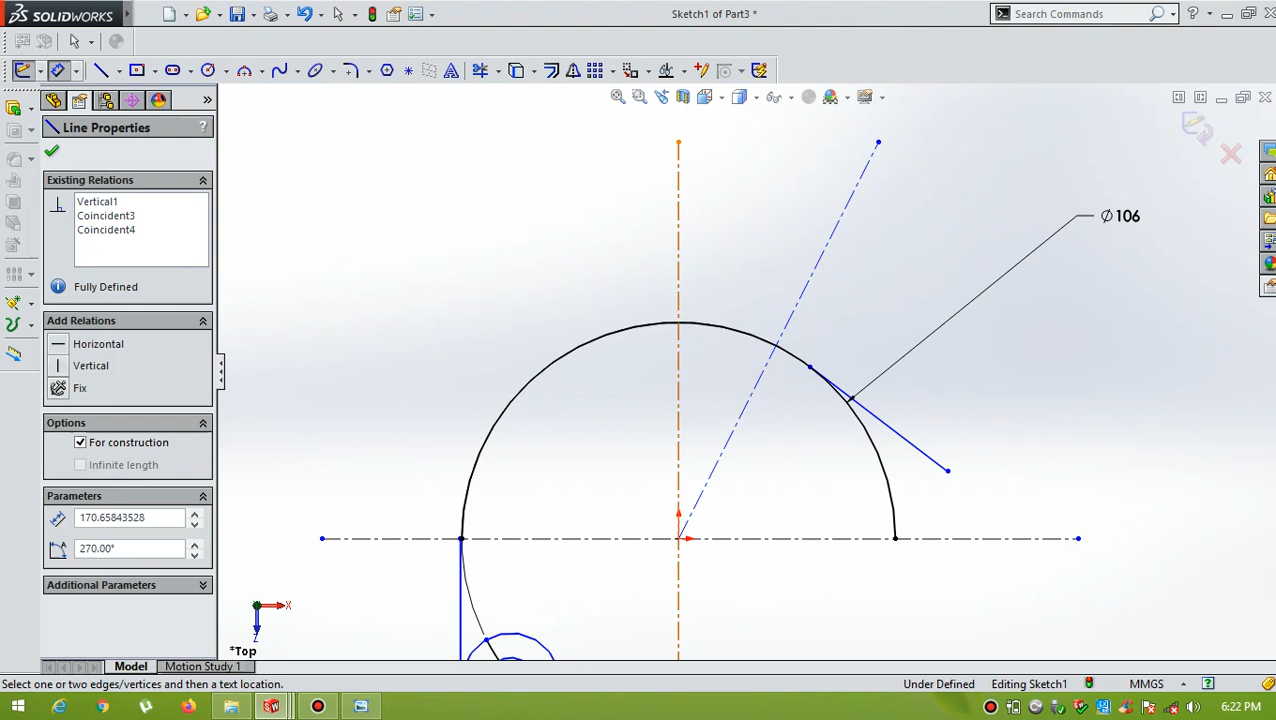 SOLIDWORKS
Sketch1 of Part3 *
Search Commands
Line Properties
?
Existing Relations
Vertical1
Coincident3
Coincident4
Fully Defined
Add Relations
Horizontal
Vertical
Fix
Options
For construction
Infinite length
Parameters
170.65843528
270.00°
Additional Parameters
∅106
X
Z
*Top
Model
Motion Study 1
Select one or two edges/vertices and then a text location.
Under Defined
Editing Sketch1
MMGS
?
6:22 PM